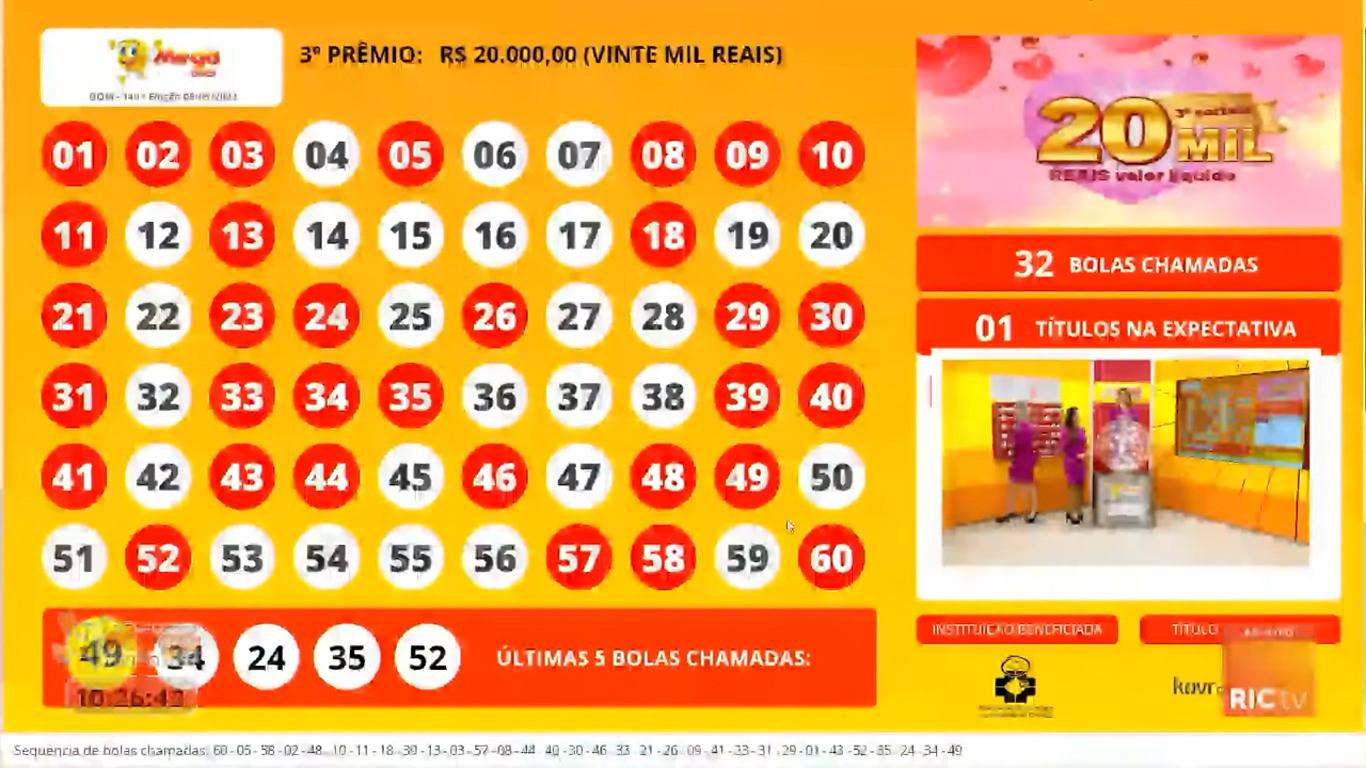 Mega
3º PRÊMIO: R$ 20.000,00 (VINTE MIL REAIS)
01 02 03 04 05 06 07 08 09 10
11 12 13 14 15 16 17 18 19 20
21 22 23 24 25 26 27 28 29 30
31 32 33 34 35 36 37 38 39 40
41 42 43 44 45 46 47 48 49 50
51 52 53 54 55 56 57 58 59 60
3º sorteio
20 MIL
REAIS valor líquido
32 BOLAS CHAMADAS
01 TÍTULOS NA EXPECTATIVA
49 34 24 35 52 ÚLTIMAS 5 BOLAS CHAMADAS:
10:26:43
INSTITUIÇÃO BENEFICIADA
TÍTULO
kovr
RIC tv
Sequência de bolas chamadas: 60 - 05 - 58 - 02 - 48 - 10 - 11 - 18 - 39 - 13 - 03 - 57 - 08 - 44 - 40 - 30 - 46 - 33 - 21 - 26 - 09 - 41 - 23 - 31 - 29 - 01 - 43 - 52 - 35 - 24 - 34 - 49